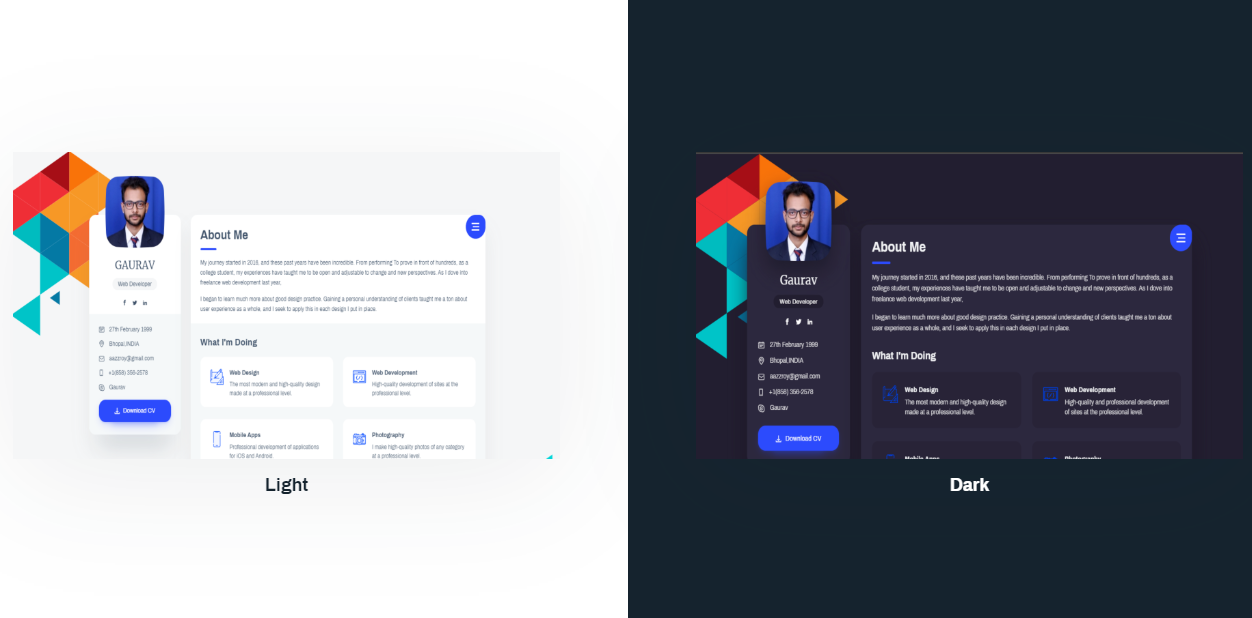 About Me
My journey started in 2018, and these past years have been incredible. From performing To prove in front of hundreds, as a
college student, my experiences have taught me to be open and adjustable to change and new perspectives. As I dove into
freelance web development last year,
I began to learn much more about good design practice. Gaining a personal understanding of clients taught me a ton about
user experience as a whole, and I seek to apply this in each design I put in place.
GAURAV
Web Developer
27th February 1999
Bhopal,INDIA
aazzroy@gmail.com
+1(858) 356-2578
Gaurav
Download CV
What I'm Doing
Web Design
The most modern and high-quality design
made at a professional level.
Web Development
High-quality development of sites at the
professional level.
Mobile Apps
Professional development of applications
for iOS and Android.
Photography
I make high-quality photos of any category
at a professional level.
Light
About Me
My journey started in 2018, and these past years have been incredible. From performing To prove in front of hundreds, as a
college student, my experiences have taught me to be open and adjustable to change and new perspectives. As I dove into
freelance web development last year,
I began to learn much more about good design practice. Gaining a personal understanding of clients taught me a ton about
user experience as a whole, and I seek to apply this in each design I put in place.
Gaurav
Web Developer
27th February 1999
Bhopal,INDIA
aazzroy@gmail.com
+1(858) 356-2578
Gaurav
Download CV
What I'm Doing
Web Design
The most modern and high-quality design
made at a professional level.
Web Development
High-quality and professional development
of sites at the professional level.
Mobile Apps
Photography
Dark